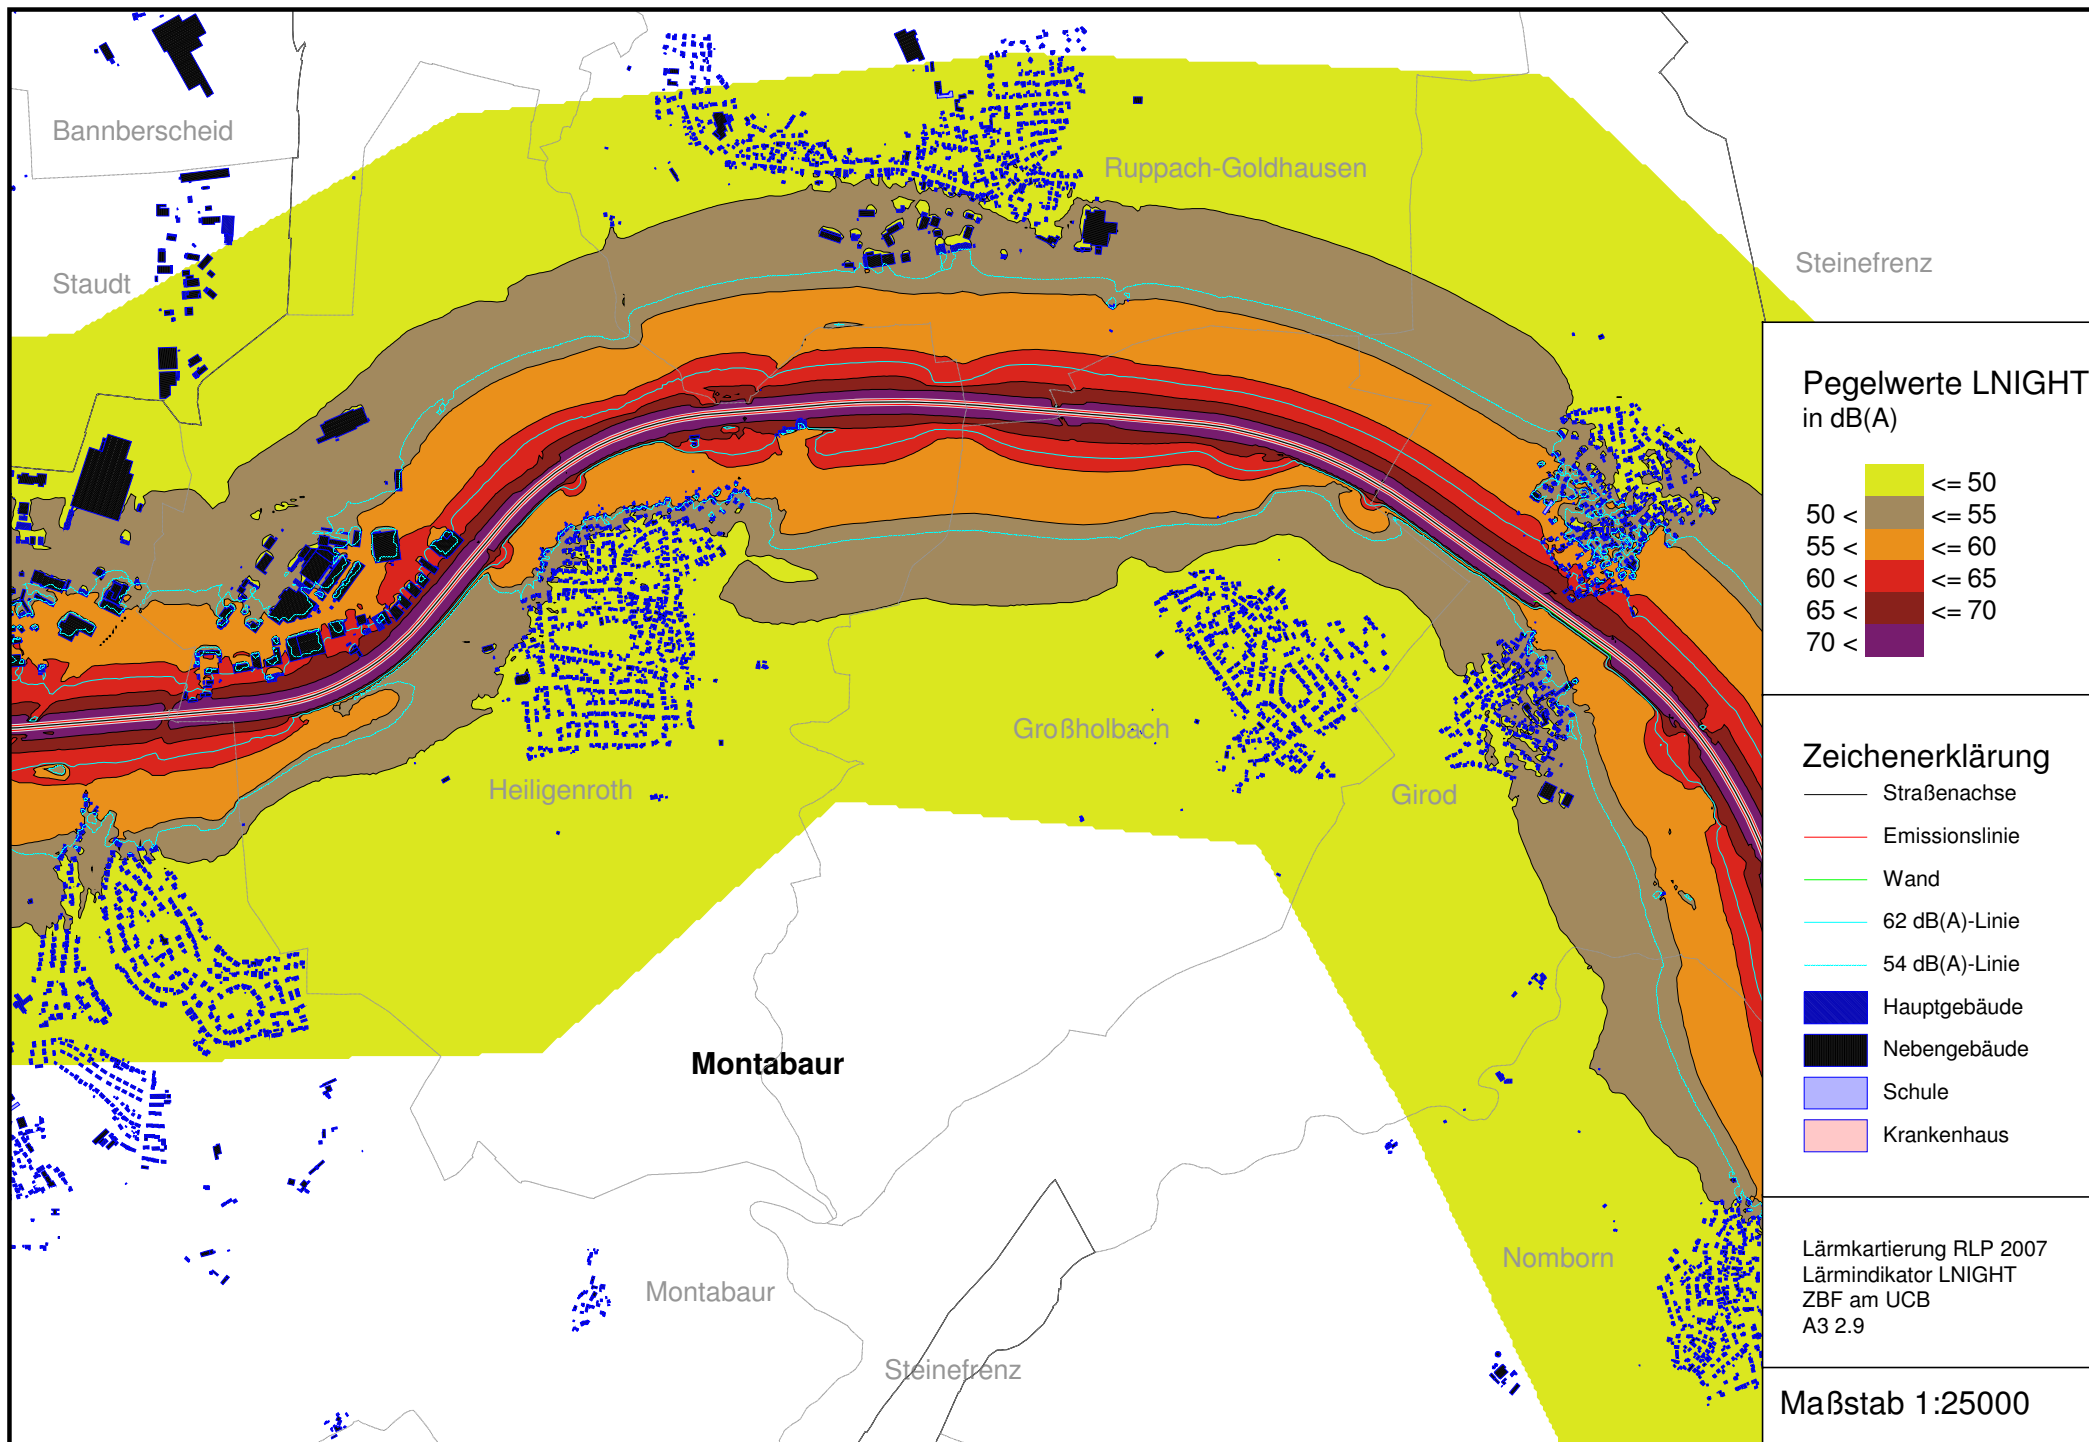 Bannberscheid
Ruppach-Goldhausen
Staudt
Steinefrenz
Großholbach
Heiligenroth
Girod
Montabaur
Nomborn
Montabaur
Steinefrenz
Pegelwerte LNIGHT
in dB(A)
<= 50
50 < <= 55
55 < <= 60
60 < <= 65
65 < <= 70
70 <
Zeichenerklärung
Straßenachse
Emissionslinie
Wand
62 dB(A)-Linie
54 dB(A)-Linie
Hauptgebäude
Nebengebäude
Schule
Krankenhaus
Lärmkartierung RLP 2007
Lärmindikator LNIGHT
ZBF am UCB
A3 2.9
Maßstab 1:25000